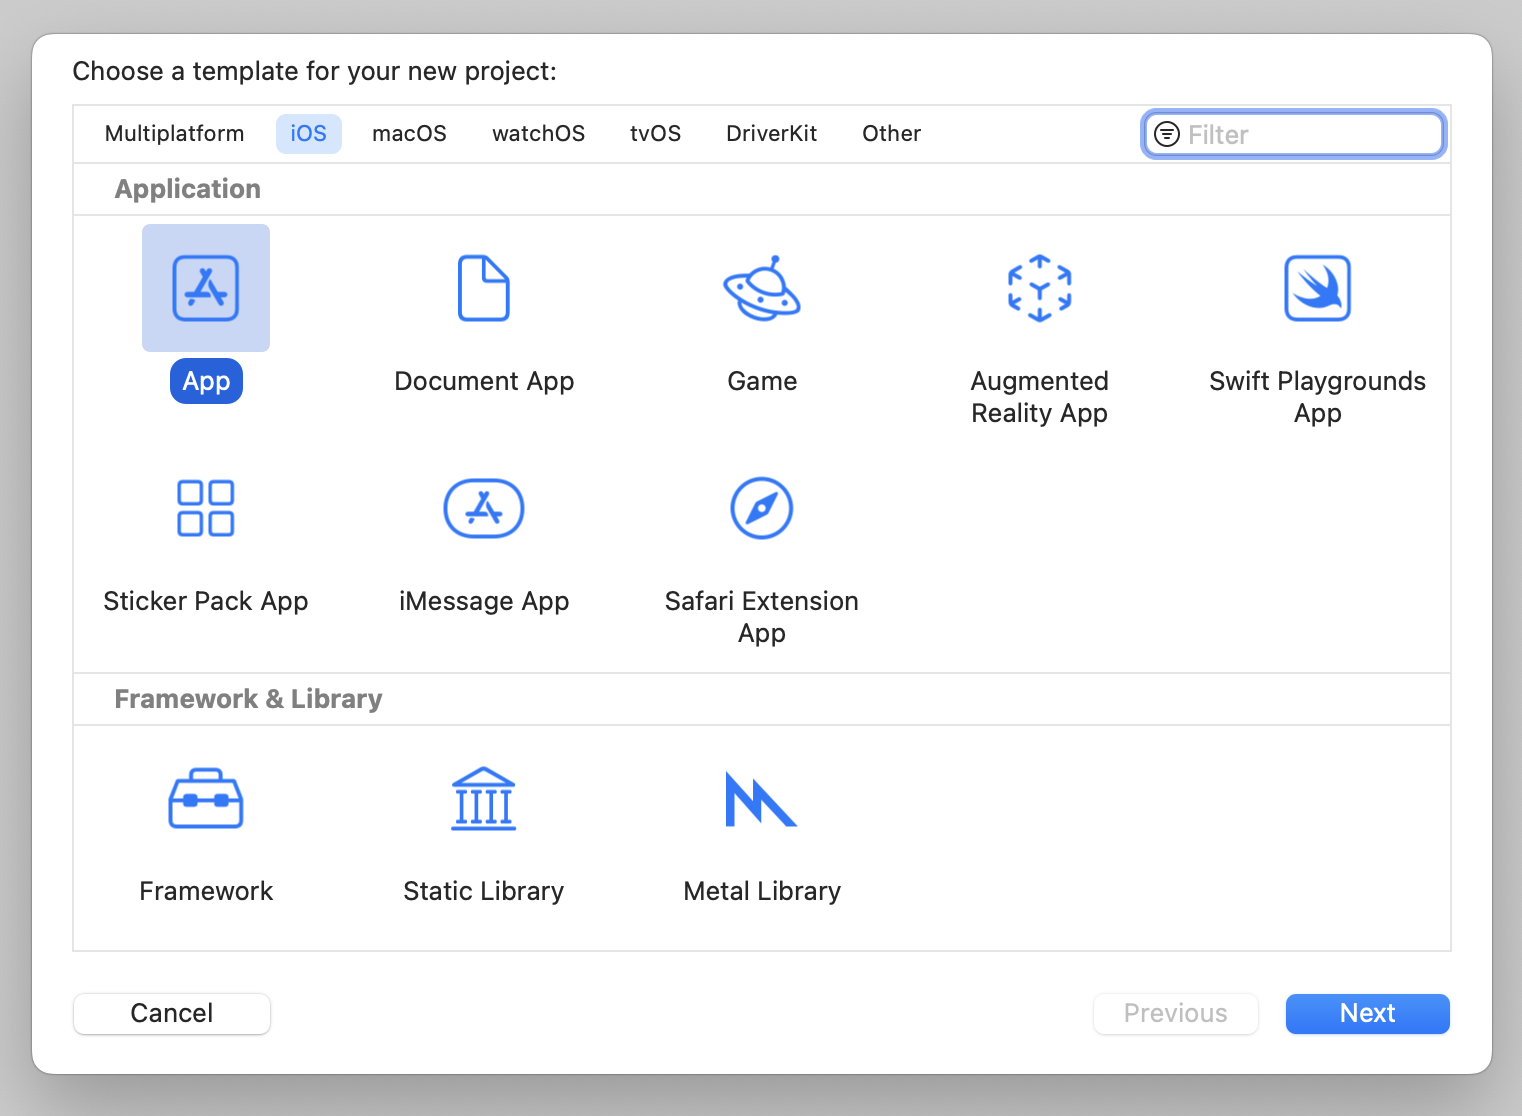 Choose a template for your new project:
Multiplatform iOS macOS watchOS tvOS DriverKit Other Filter
Application
App Document App Game Augmented Swift Playgrounds
Reality App App
Sticker Pack App iMessage App Safari Extension
App
Framework & Library
Framework Static Library Metal Library
Cancel Previous Next